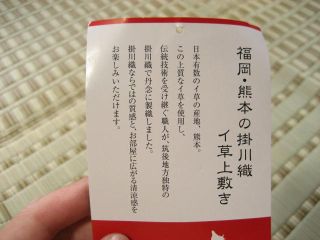 福岡・熊本の掛川織
イ草上敷き
日本有数のイ草の産地、熊本。
この上質なイ草を使用し、
伝統技術を受け継ぐ職人が、筑後地方独特の
掛川織で丹念に製織しました。
掛川織ならではの質感と、お部屋に広がる清涼感を
お楽しみいただけます。